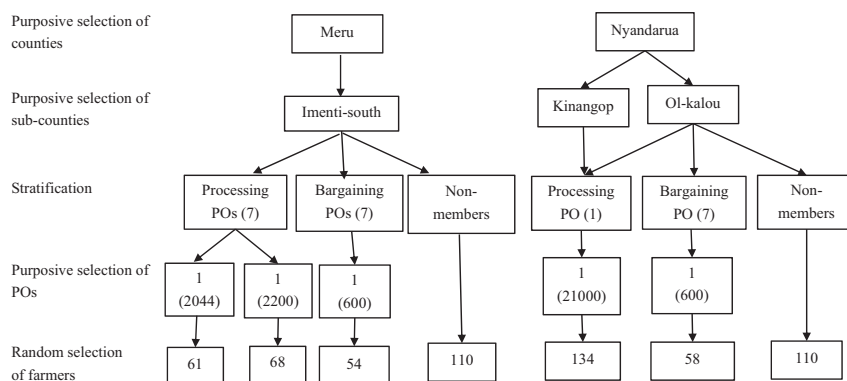 Purposive selection of
counties
Meru
Nyandarua
Purposive selection of
sub-counties
Imenti-south
Kinangop
Ol-kalou
Stratification
Processing
POs (7)
Bargaining
POs (7)
Non-
members
Processing
PO (1)
Bargaining
PO (7)
Non-
members
Purposive selection of
POs
1
(2044)
1
(2200)
1
(600)
1
(21000)
1
(600)
Random selection
of farmers
61
68
54
110
134
58
110